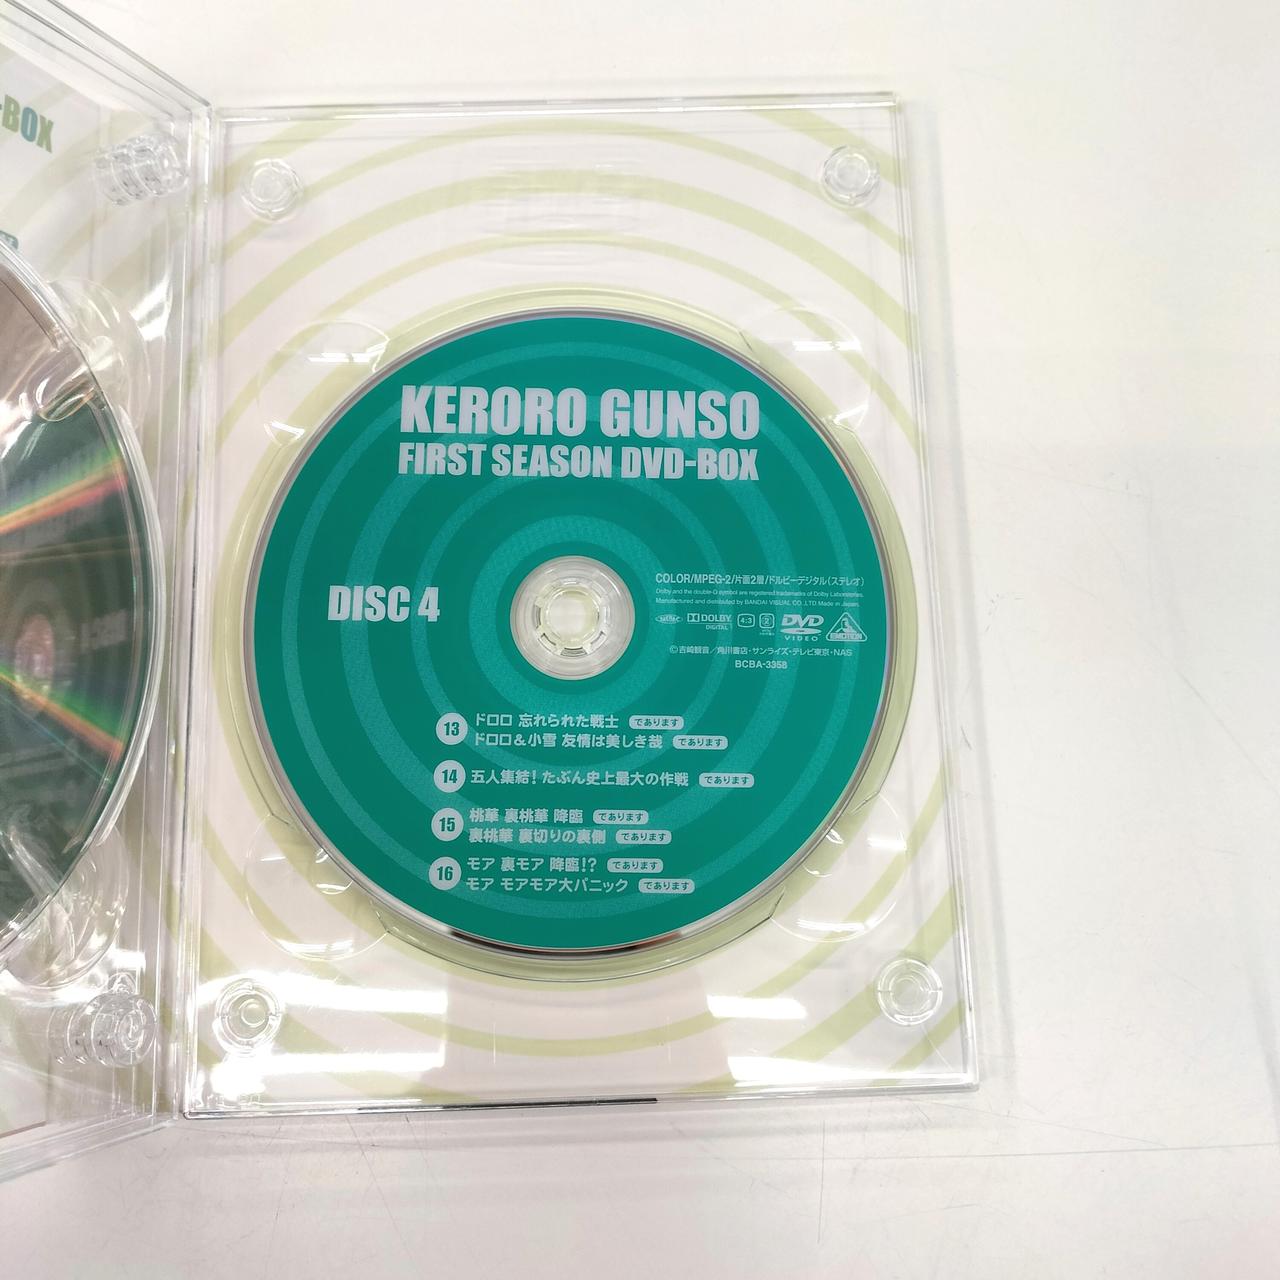 -BOX
KERORO GUNSO
FIRST SEASON DVD-BOX
DISC 4
COLOR/MPEG-2/片面2層/ドルビーデジタル(ステレオ)
Dolby and the double-D symbol are registered trademarks of Dolby Laboratories.
Manufactured and distributed by BANDAI VISUAL CO.,LTD Made in Japan.
DOLBY DIGITAL 4:3 2 DVD VIDEO EMOTION
©吉崎観音/角川書店・サンライズ・テレビ東京・NAS
BCBA-3358
13 ドロロ 忘れられた戦士 であります
ドロロ&小雪 友情は美しき哉 であります
14 五人集結!たぶん史上最大の作戦 であります
15 桃華 裏桃華 降臨 であります
裏桃華 裏切りの裏側 であります
16 モア 裏モア 降臨!? であります
モア モアモア大パニック であります